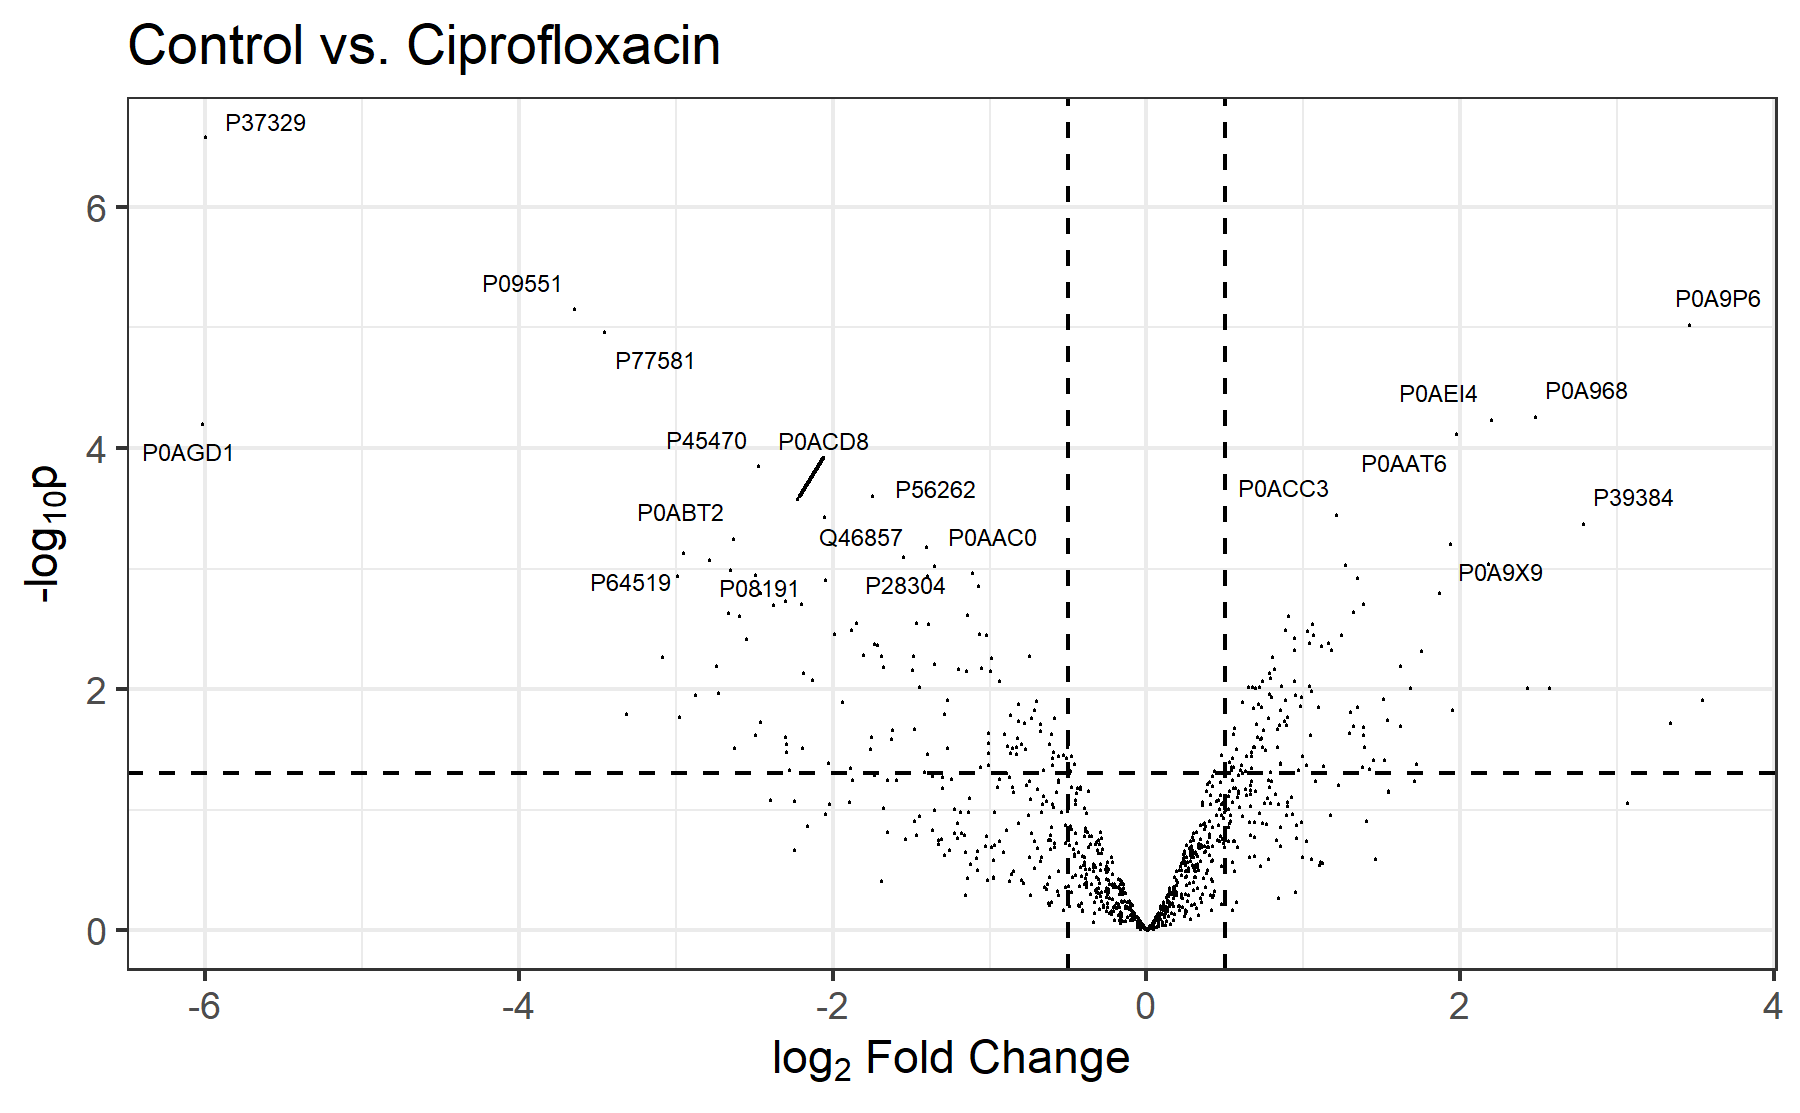 Control vs. Ciprofloxacin
P37329
P09551
P0A9P6
P77581
P0AEI4
P0A968
P45470
P0ACD8
P0AGD1
P0AAT6
P56262
P0ACC3
P39384
P0ABT2
Q46857
P0AAC0
P64519
P08191
P28304
P0A9X9
6
4
2
0
-log10p
-6
-4
-2
0
2
4
log2 Fold Change